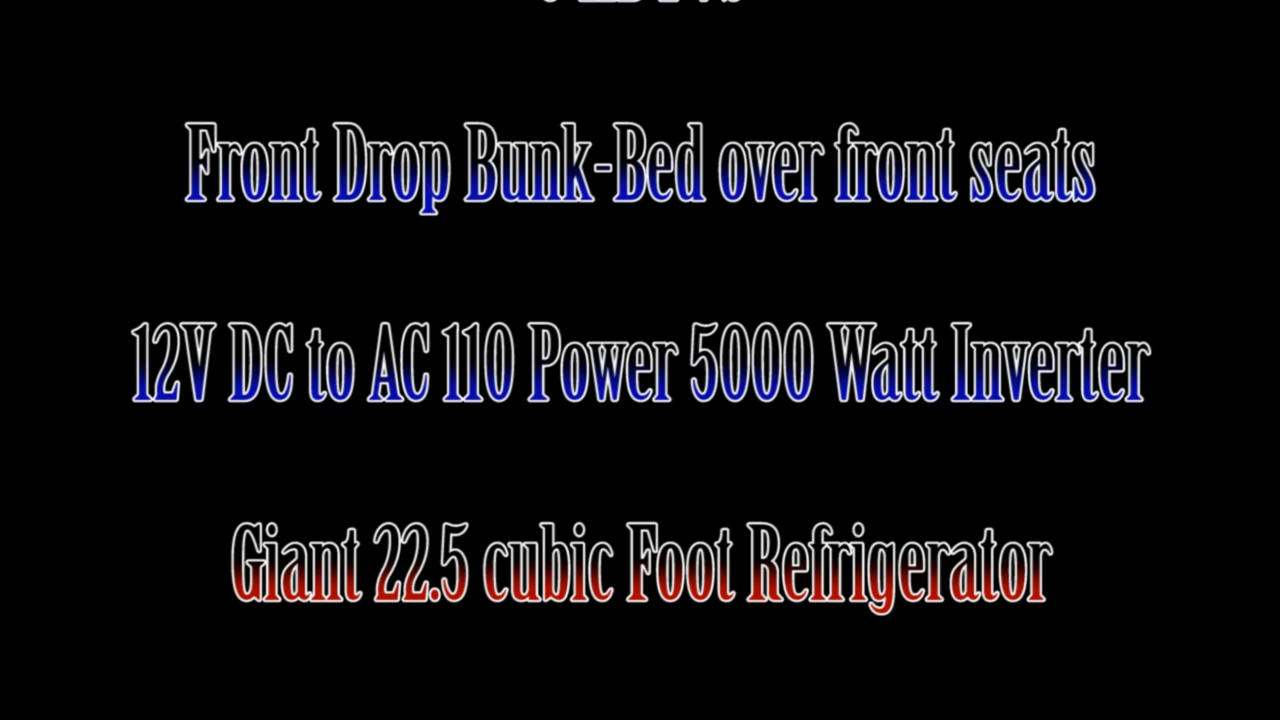 Front Drop Bunk-Bed over front seats
12V DC to AC 110 Power 5000 Watt Inverter
Giant 22.5 cubic Foot Refrigerator